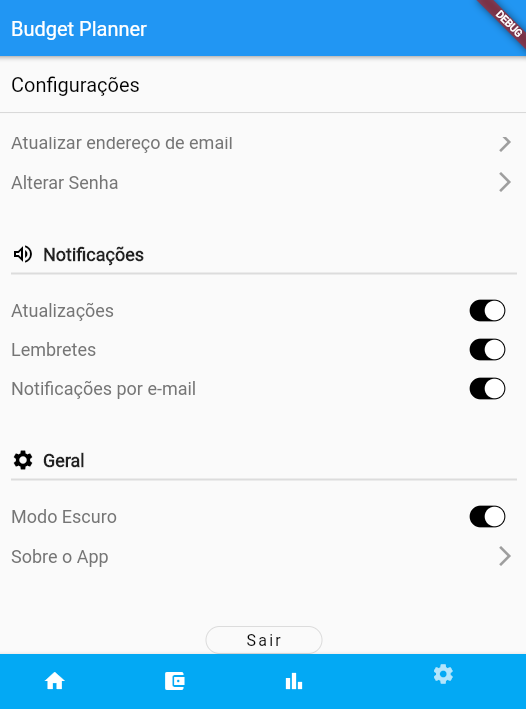 Budget Planner
DEBUG
Configurações
Atualizar endereço de email
Alterar Senha
Notificações
Atualizações
Lembretes
Notificações por e-mail
Geral
Modo Escuro
Sobre o App
Sair